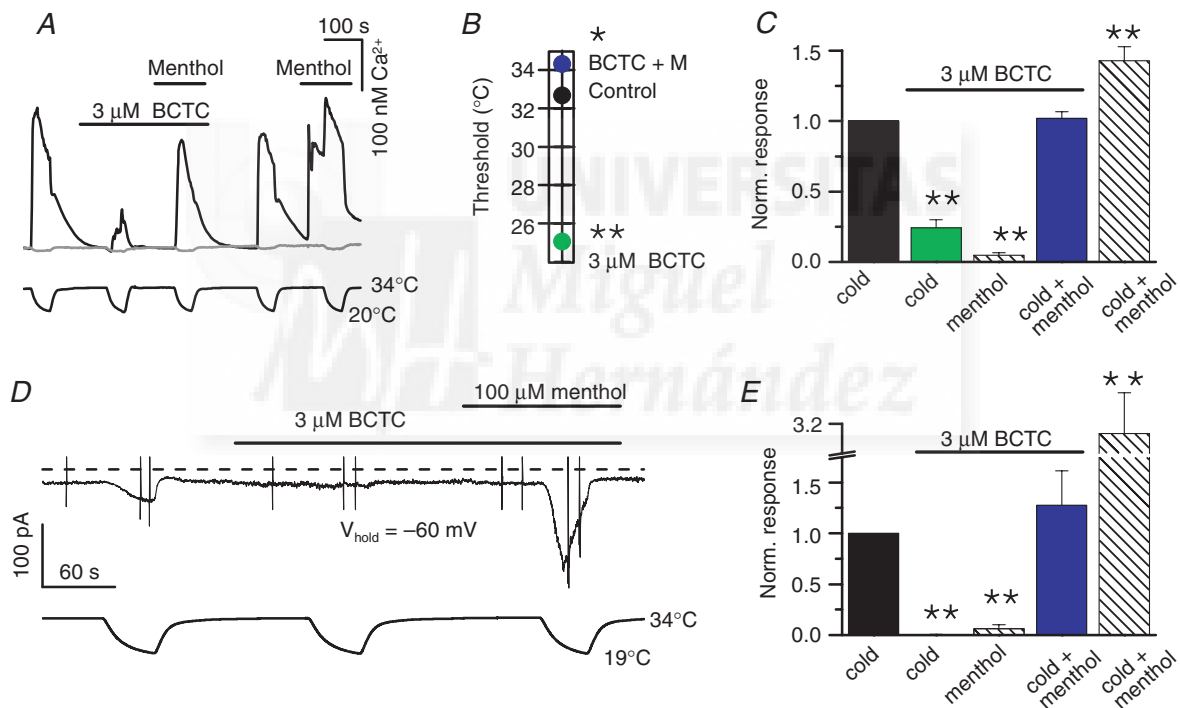 A
100 s
100 nM Ca²⁺
Menthol
Menthol
3 μM BCTC
34°C
20°C
B
Threshold (°C)
34
32
30
28
26
★
BCTC + M
Control
★★
3 μM BCTC
C
Norm. response
1.5
1.0
0.5
0.0
3 μM BCTC
★★
★★
★★
cold
cold
menthol
cold + menthol
cold + menthol
UNIVERSITAS
Miguel
Hernández
D
100 μM menthol
3 μM BCTC
V_hold = –60 mV
100 pA
60 s
34°C
19°C
E
Norm. response
3.2
1.5
1.0
0.5
0.0
3 μM BCTC
★★
★★
★★
cold
cold
menthol
cold + menthol
cold + menthol